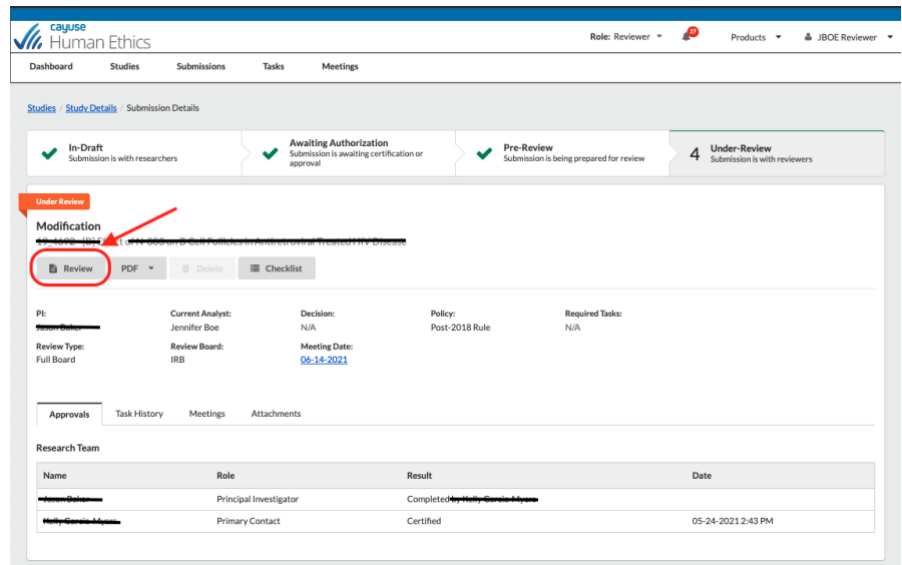 cayuse
Human Ethics
Role: Reviewer
37
Products
JBOE Reviewer
Dashboard Studies Submissions Tasks Meetings
Studies / Study Details / Submission Details
In-Draft
Submission is with researchers
Awaiting Authorization
Submission is awaiting certification or
approval
Pre-Review
Submission is being prepared for review
4
Under-Review
Submission is with reviewers
Under Review
Modification
Review PDF Delete Checklist
PI: Current Analyst: Decision: Policy: Required Tasks:
Jennifer Boe N/A Post-2018 Rule N/A
Review Type: Review Board: Meeting Date:
Full Board IRB 06-14-2021
Approvals Task History Meetings Attachments
Research Team
Name Role Result Date
Principal Investigator Completed
Primary Contact Certified 05-24-2021 2:43 PM